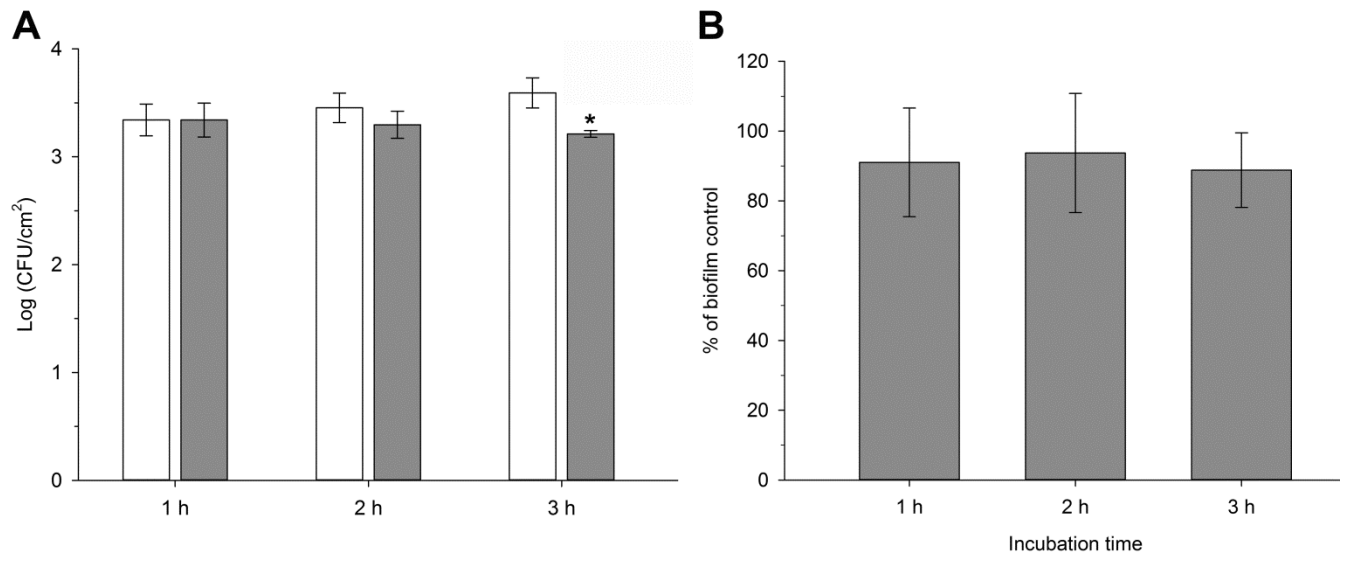 A
4
3
2
1
0
Log (CFU/cm²)
*
1 h
2 h
3 h
B
120
100
80
60
40
20
0
% of biofilm control
1 h
2 h
3 h
Incubation time